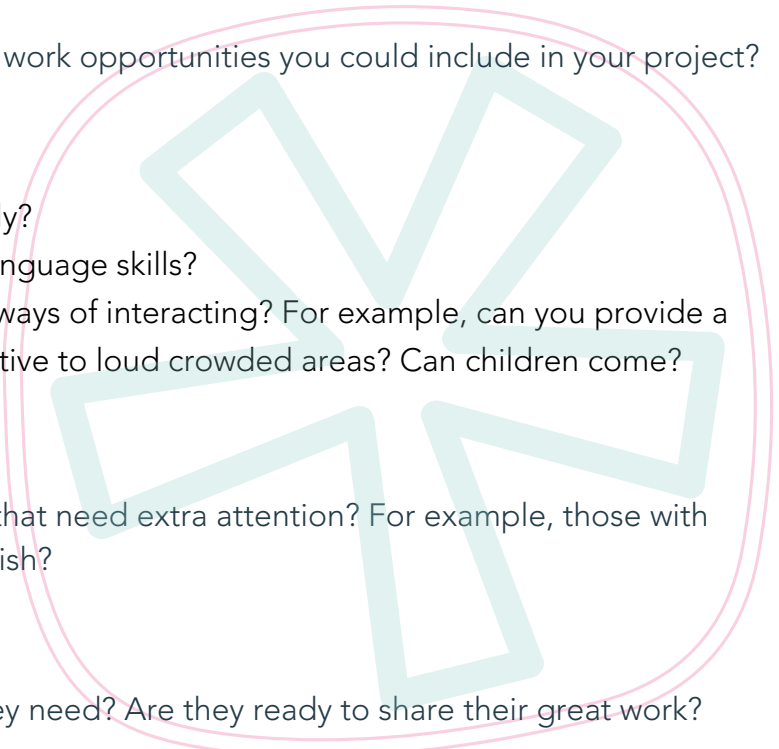 work opportunities you could include in your project?
ly?
nguage skills?
ways of interacting? For example, can you provide a
tive to loud crowded areas? Can children come?
that need extra attention? For example, those with
ish?
ey need? Are they ready to share their great work?